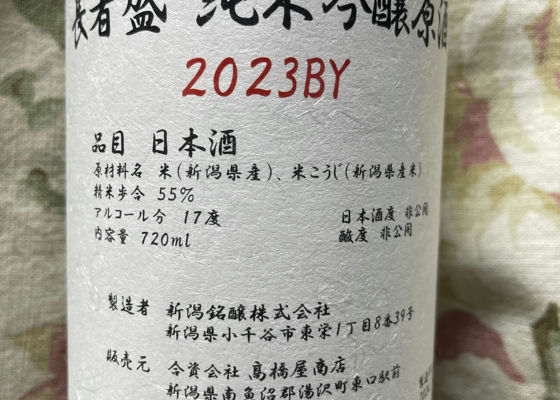 長者盛 純米吟醸原酒
2023BY
品目 日本酒
原材料名 米(新潟県産)、米こうじ(新潟県産米)
精米歩合 55%
アルコール分 17度 日本酒度 非公開
内容量 720ml 酸度 非公開
製造者 新潟銘醸株式会社
新潟県小千谷市東栄1丁目8番39号
販売元 合資会社 髙橋屋商店
新潟県南魚沼郡湯沢町東口駅前